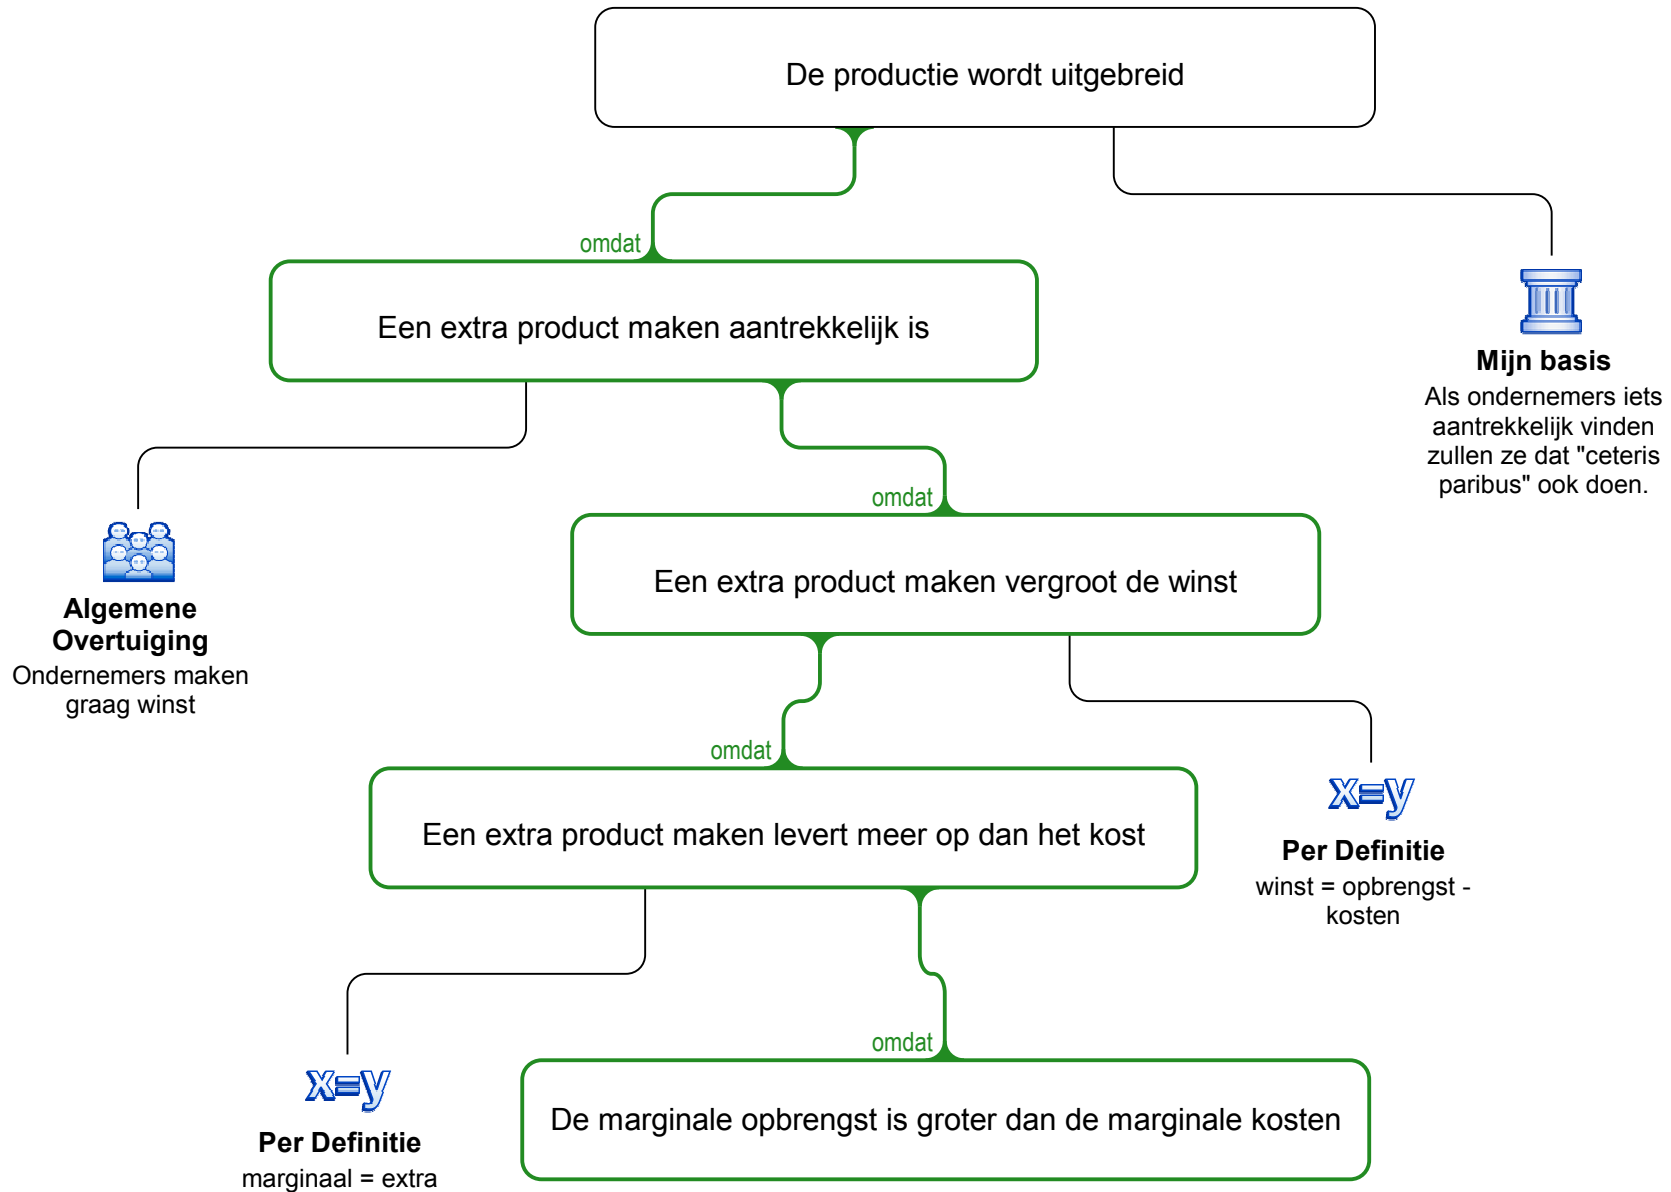 De productie wordt uitgebreid
omdat
Een extra product maken aantrekkelijk is
Mijn basis
Als ondernemers iets
aantrekkelijk vinden
zullen ze dat "ceteris
paribus" ook doen.
omdat
Een extra product maken vergroot de winst
Algemene
Overtuiging
Ondernemers maken
graag winst
omdat
Een extra product maken levert meer op dan het kost
x=y
Per Definitie
winst = opbrengst -
kosten
omdat
De marginale opbrengst is groter dan de marginale kosten
x=y
Per Definitie
marginaal = extra